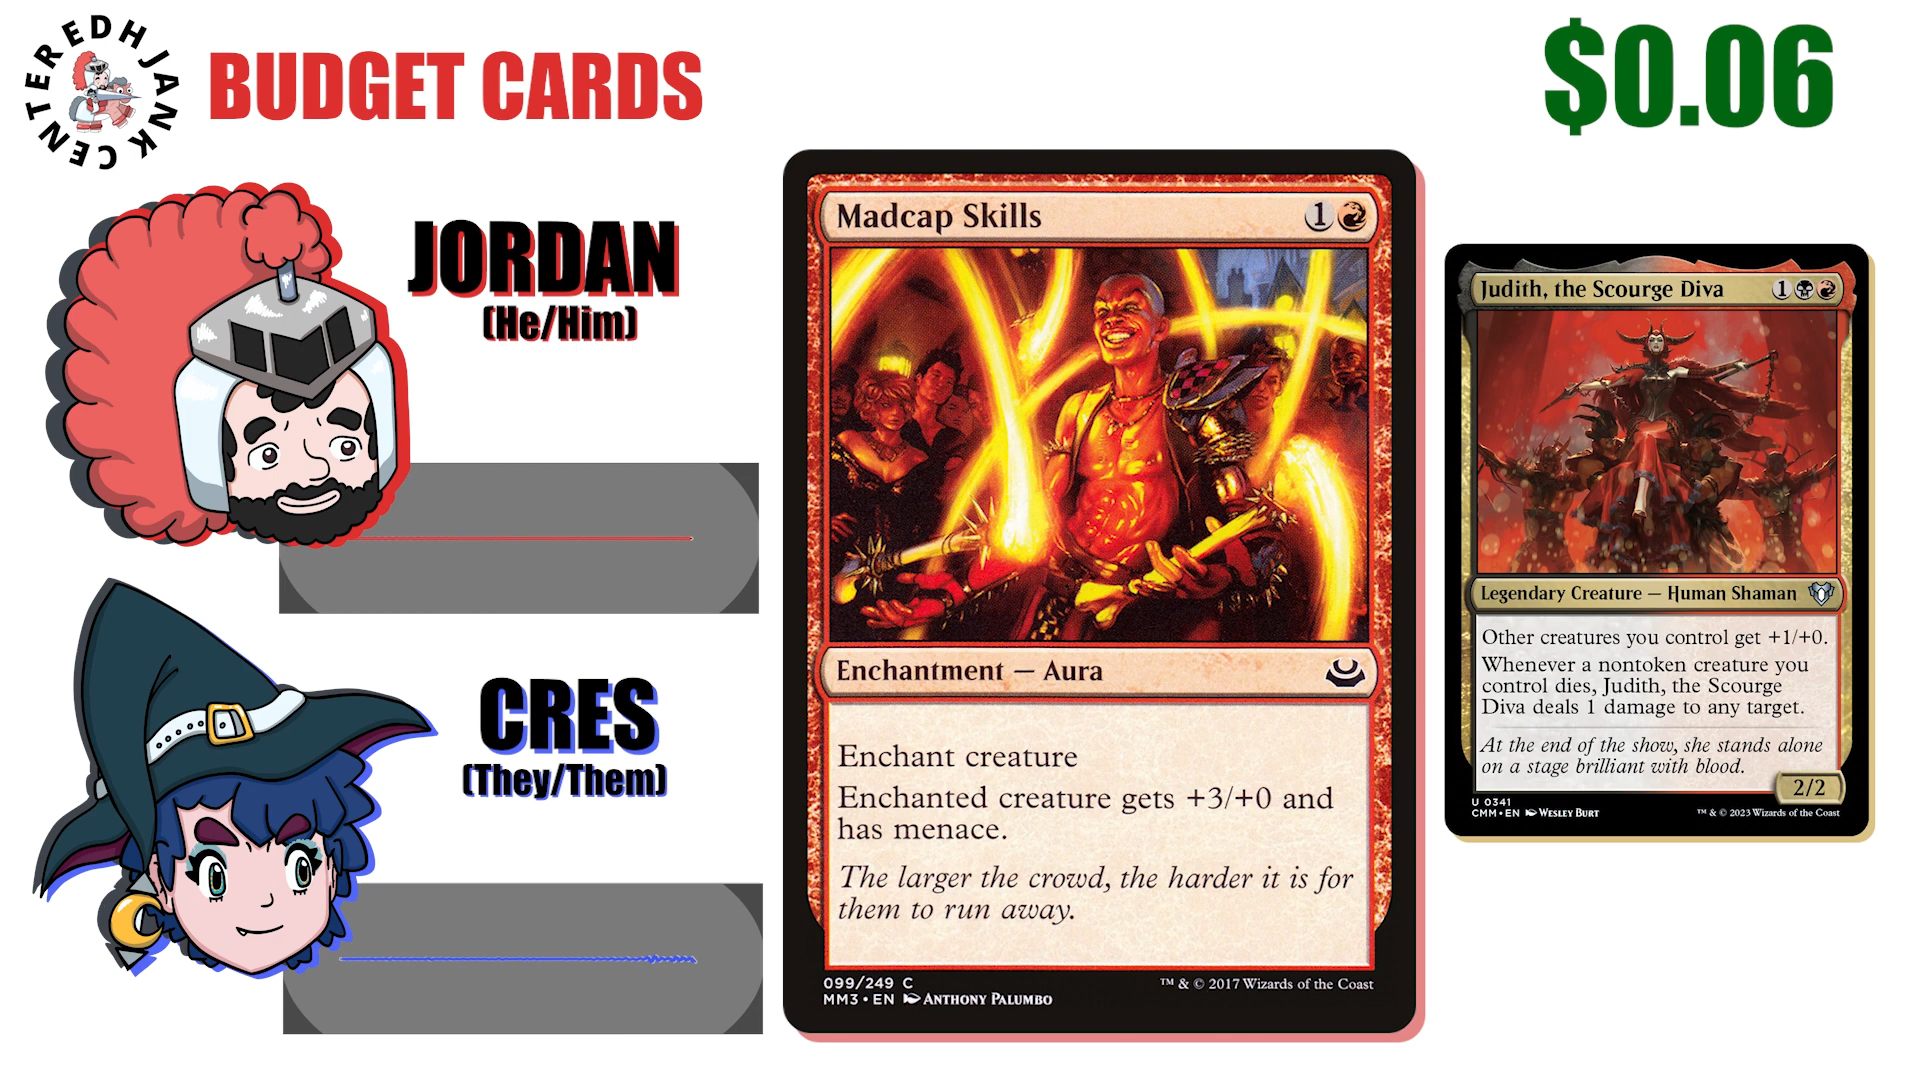 CENTEREDHJANK
BUDGET CARDS
$0.06
JORDAN
(He/Him)
CRES
(They/Them)
Madcap Skills
1
Enchantment — Aura
Enchant creature
Enchanted creature gets +3/+0 and
has menace.
The larger the crowd, the harder it is for
them to run away.
099/249 C
MM3 • EN Anthony Palumbo
™ & © 2017 Wizards of the Coast
Judith, the Scourge Diva
1
Legendary Creature — Human Shaman
Other creatures you control get +1/+0.
Whenever a nontoken creature you
control dies, Judith, the Scourge
Diva deals 1 damage to any target.
At the end of the show, she stands alone
on a stage brilliant with blood.
2/2
U 0341
CMM • EN Wesley Burt
™ & © 2023 Wizards of the Coast